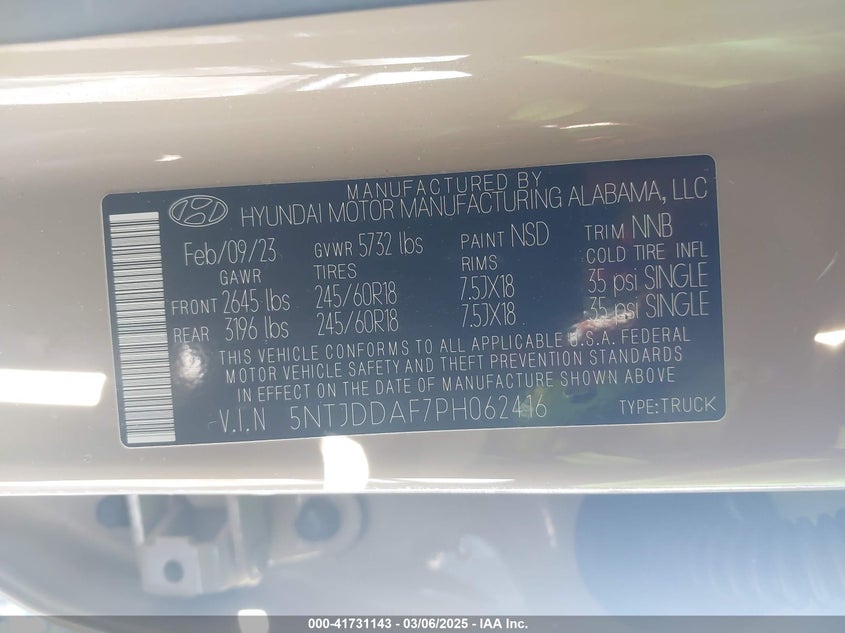 MANUFACTURED BY
HYUNDAI MOTOR MANUFACTURING ALABAMA, LLC
Feb/09/23 GVWR 5732 lbs PAINT NSD TRIM NNB
GAWR TIRES RIMS COLD TIRE INFL
FRONT 2645 lbs 245/60R18 7.5JX18 35 psi SINGLE
REAR 3196 lbs 245/60R18 7.5JX18 35 psi SINGLE
THIS VEHICLE CONFORMS TO ALL APPLICABLE U.S.A. FEDERAL
MOTOR VEHICLE SAFETY AND THEFT PREVENTION STANDARDS
IN EFFECT ON THE DATE OF MANUFACTURE SHOWN ABOVE
V.I.N 5NTJDDAF7PH062416 TYPE:TRUCK
000-41731143 - 03/06/2025 - IAA Inc.